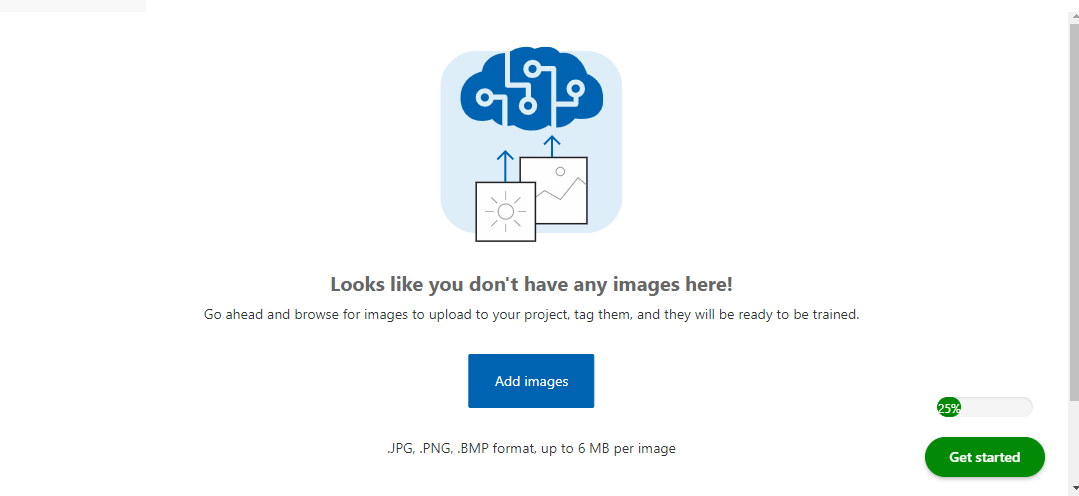 Looks like you don't have any images here!
Go ahead and browse for images to upload to your project, tag them, and they will be ready to be trained.
Add images
25%
Get started
.JPG, .PNG, .BMP format, up to 6 MB per image